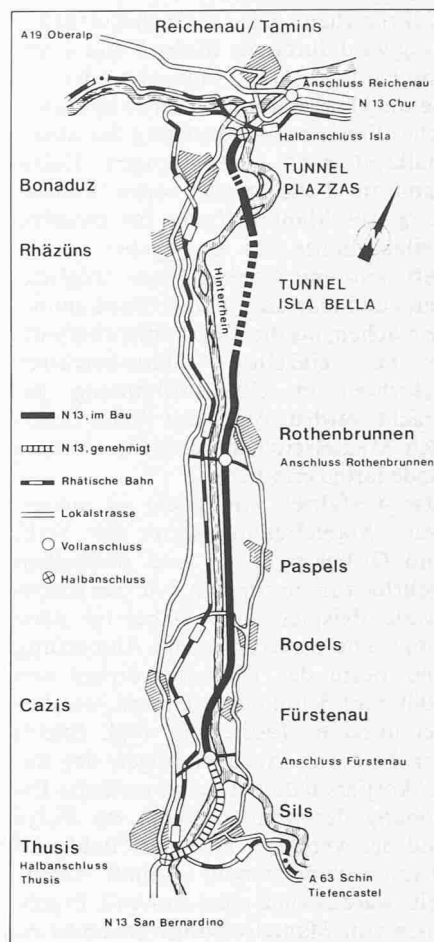 Reichenau / Tamins
A19 Oberalp
Anschluss Reichenau
N 13 Chur
Halbanschluss Isla
TUNNEL
PLAZZAS
Bonaduz
Rhäzüns
Hinterrhein
TUNNEL
ISLA BELLA
N 13, im Bau
N 13, genehmigt
Rhätische Bahn
Lokalstrasse
Vollanschluss
Halbanschluss
Rothenbrunnen
Anschluss Rothenbrunnen
Paspels
Rodels
Cazis
Fürstenau
Anschluss Fürstenau
Sils
Thusis
Halbanschluss
Thusis
A 63 Schin
Tiefencastel
N 13 San Bernardino